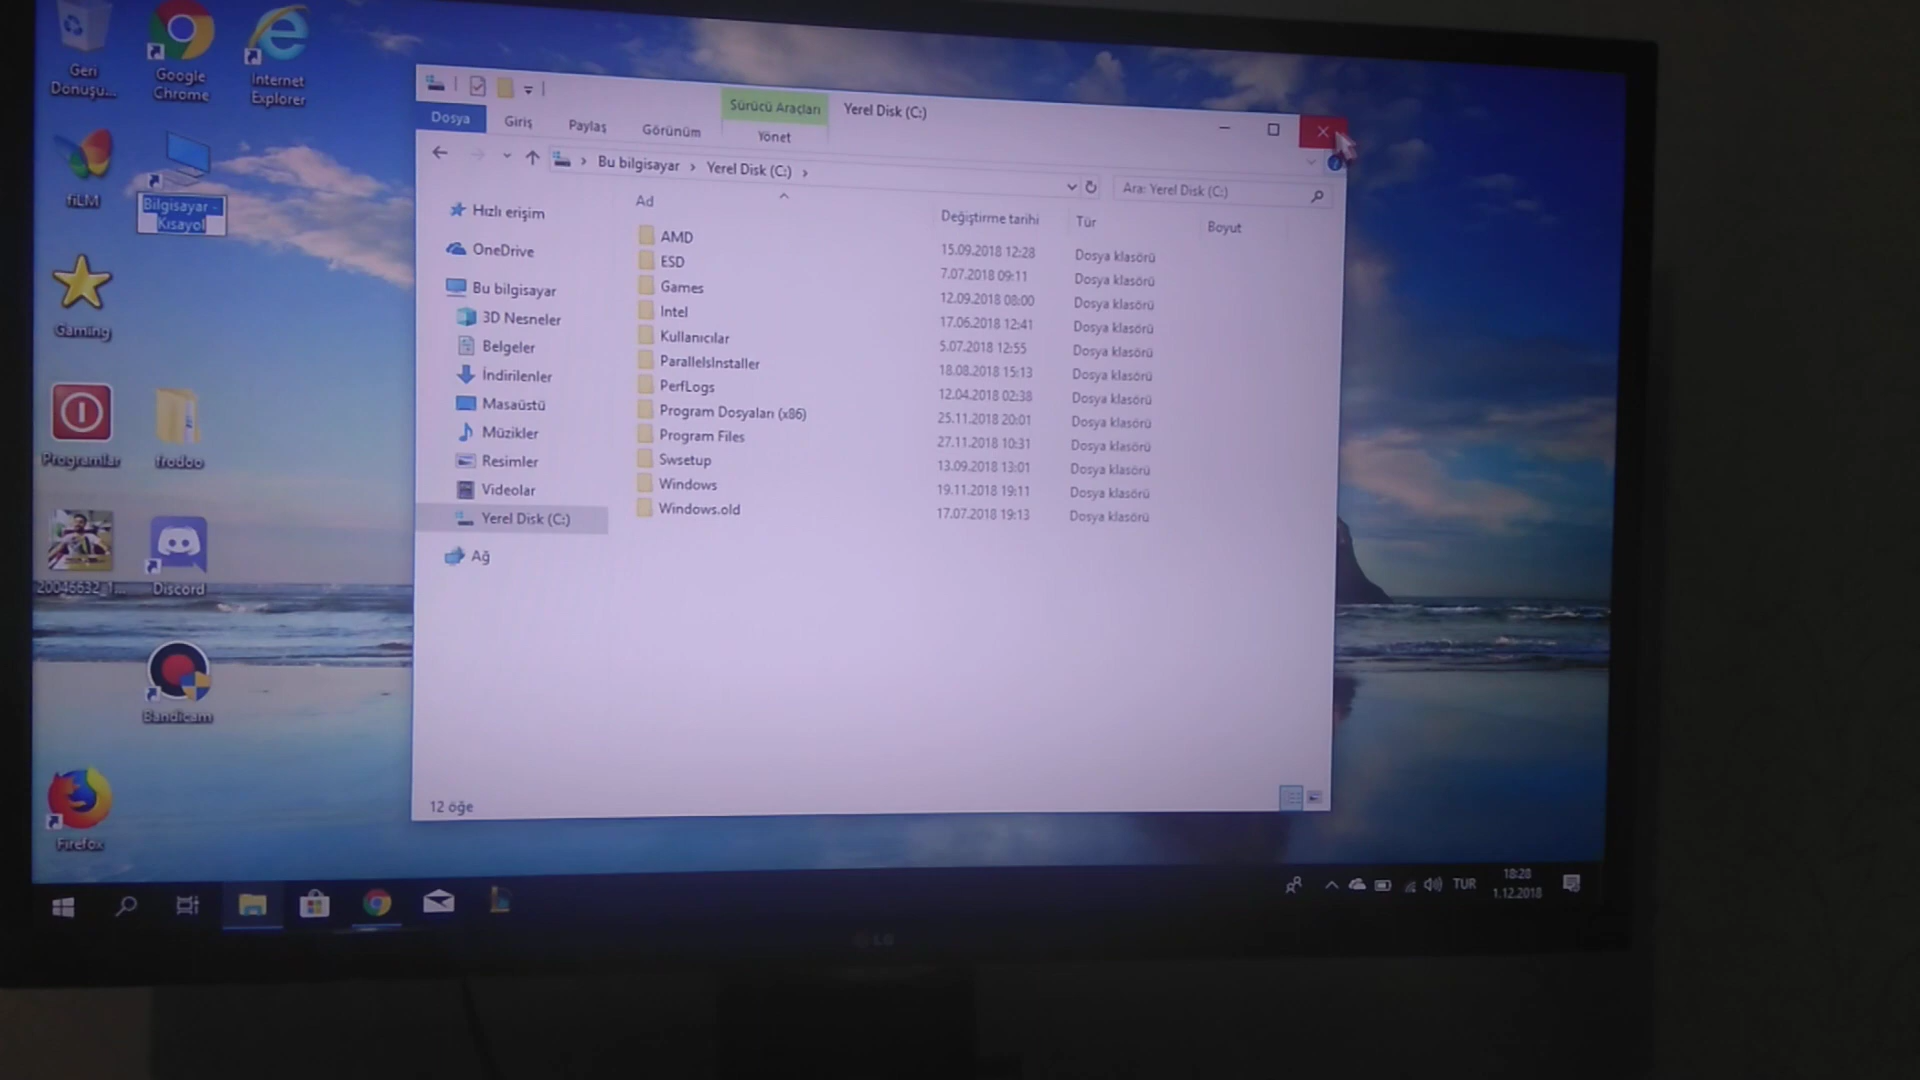 Geri
Dönüşü...
Google
Chrome
Internet
Explorer
fiLM
Bilgisayar -
Kısayol
Gaming
Programlar
frodoo
20046632_1...
Discord
Bandicam
Firefox
Sürücü Araçları
Yerel Disk (C:)
Dosya
Giriş
Paylaş
Görünüm
Yönet
Bu bilgisayar
Yerel Disk (C:)
Ara: Yerel Disk (C:)
Hızlı erişim
OneDrive
Bu bilgisayar
3D Nesneler
Belgeler
İndirilenler
Masaüstü
Müzikler
Resimler
Videolar
Yerel Disk (C:)
Ağ
Ad Değiştirme tarihi Tür Boyut
AMD 15.09.2018 12:28 Dosya klasörü
ESD 7.07.2018 09:11 Dosya klasörü
Games 12.09.2018 08:00 Dosya klasörü
Intel 17.06.2018 12:41 Dosya klasörü
Kullanıcılar 5.07.2018 12:55 Dosya klasörü
ParallelsInstaller 18.08.2018 15:13 Dosya klasörü
PerfLogs 12.04.2018 02:38 Dosya klasörü
Program Dosyaları (x86) 25.11.2018 20:01 Dosya klasörü
Program Files 27.11.2018 10:31 Dosya klasörü
Swsetup 13.09.2018 13:01 Dosya klasörü
Windows 19.11.2018 19:11 Dosya klasörü
Windows.old 17.07.2018 19:13 Dosya klasörü
12 öğe
TUR
18:28
1.12.2018
LG